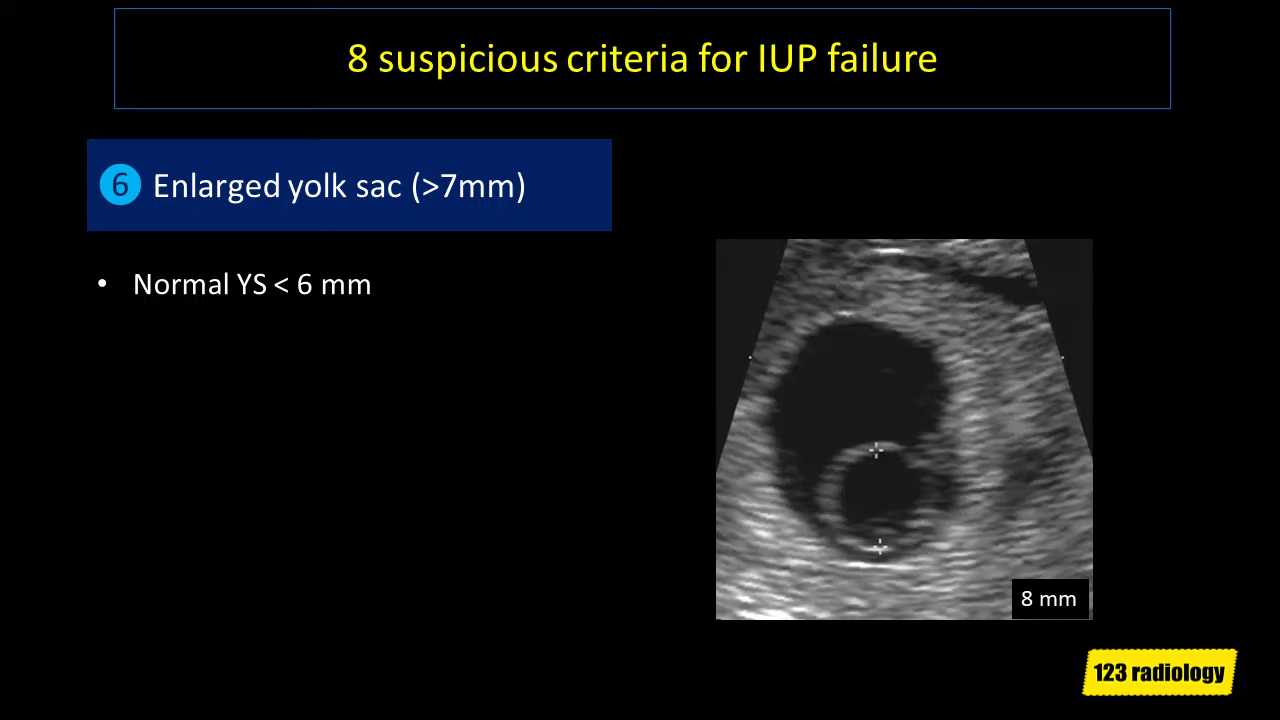 8 suspicious criteria for IUP failure
6 Enlarged yolk sac (>7mm)
• Normal YS < 6 mm
8 mm
123 radiology